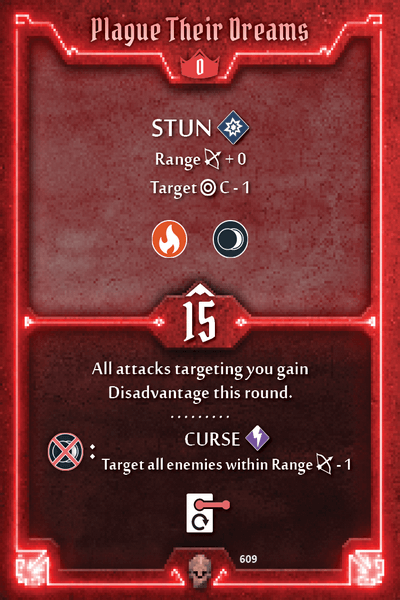 Plague Their Dreams
0
STUN
Range + 0
Target C - 1
15
All attacks targeting you gain
Disadvantage this round.
CURSE
: Target all enemies within Range - 1
609